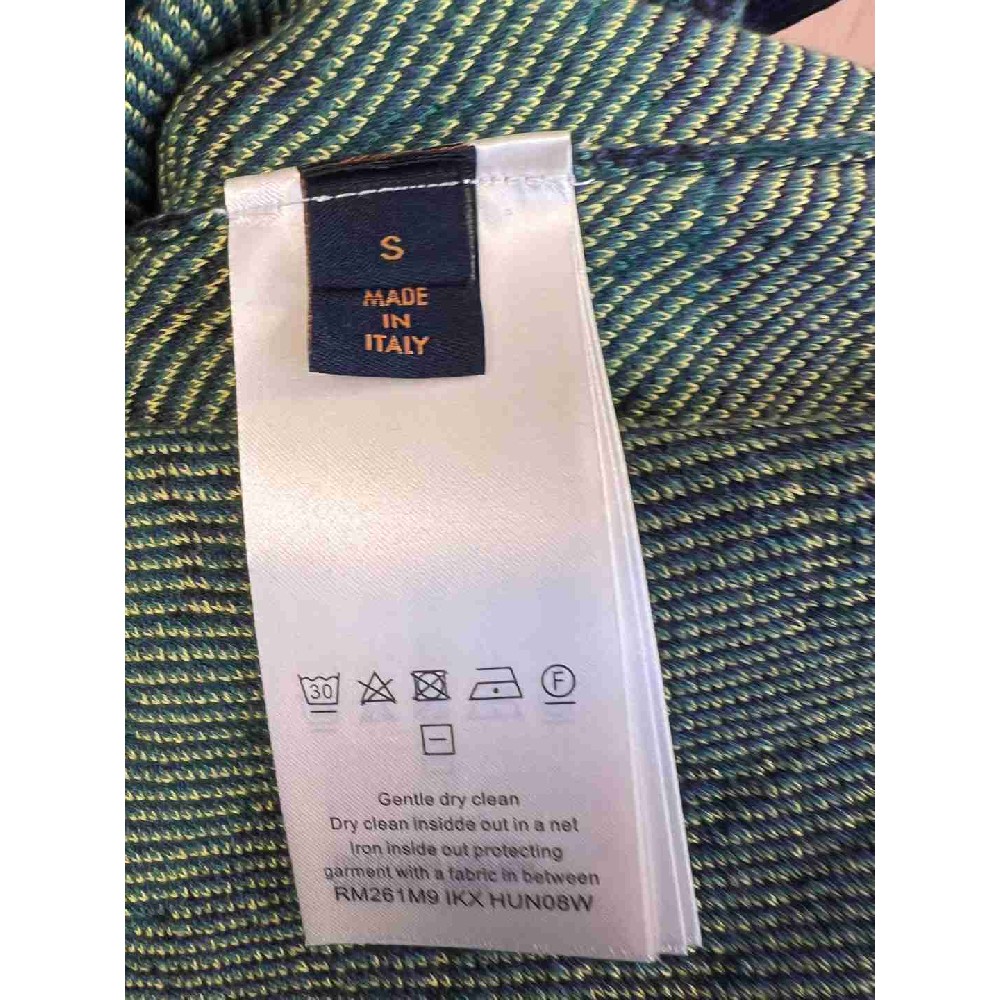 S
MADE
IN
ITALY
30
F
Gentle dry clean
Dry clean insidde out in a net
Iron inside out protecting
garment with a fabric in between
RM261M9 IKX HUN08W